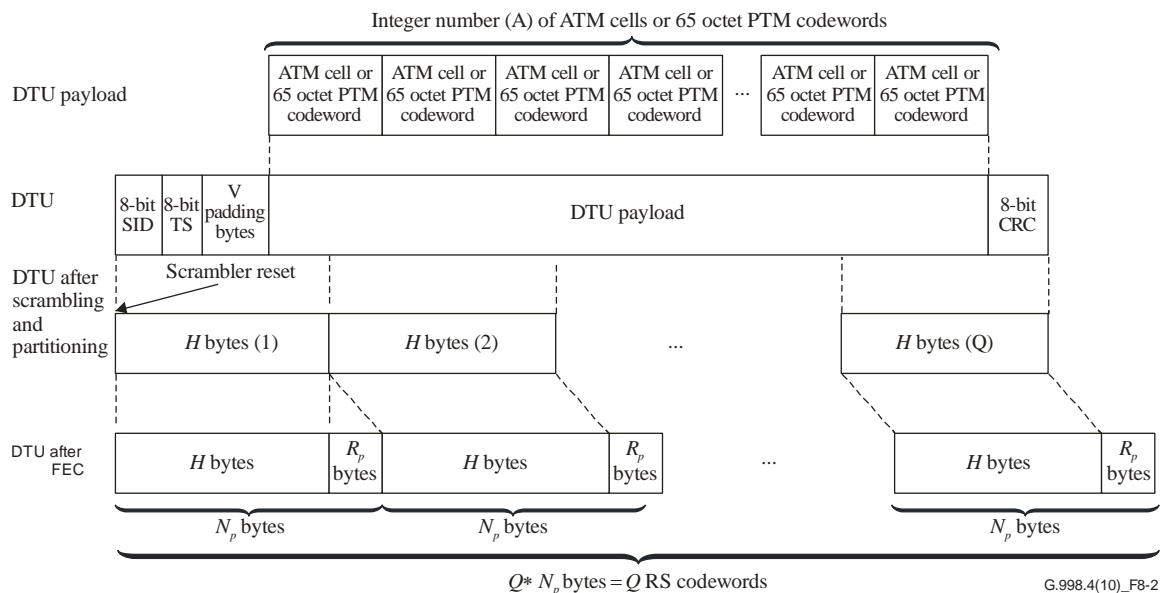 Integer number (A) of ATM cells or 65 octet PTM codewords
DTU payload
ATM cell or
65 octet PTM
codeword
ATM cell or
65 octet PTM
codeword
ATM cell or
65 octet PTM
codeword
ATM cell or
65 octet PTM
codeword
...
ATM cell or
65 octet PTM
codeword
ATM cell or
65 octet PTM
codeword
DTU
8-bit
SID
8-bit
TS
V
padding
bytes
DTU payload
8-bit
CRC
DTU after
scrambling
and
partitioning
Scrambler reset
H bytes (1)
H bytes (2)
...
H bytes (Q)
DTU after
FEC
H bytes
Rp
bytes
H bytes
Rp
bytes
...
H bytes
Rp
bytes
Np bytes
Np bytes
Np bytes
Q* Np bytes = Q RS codewords
G.998.4(10)_F8-2